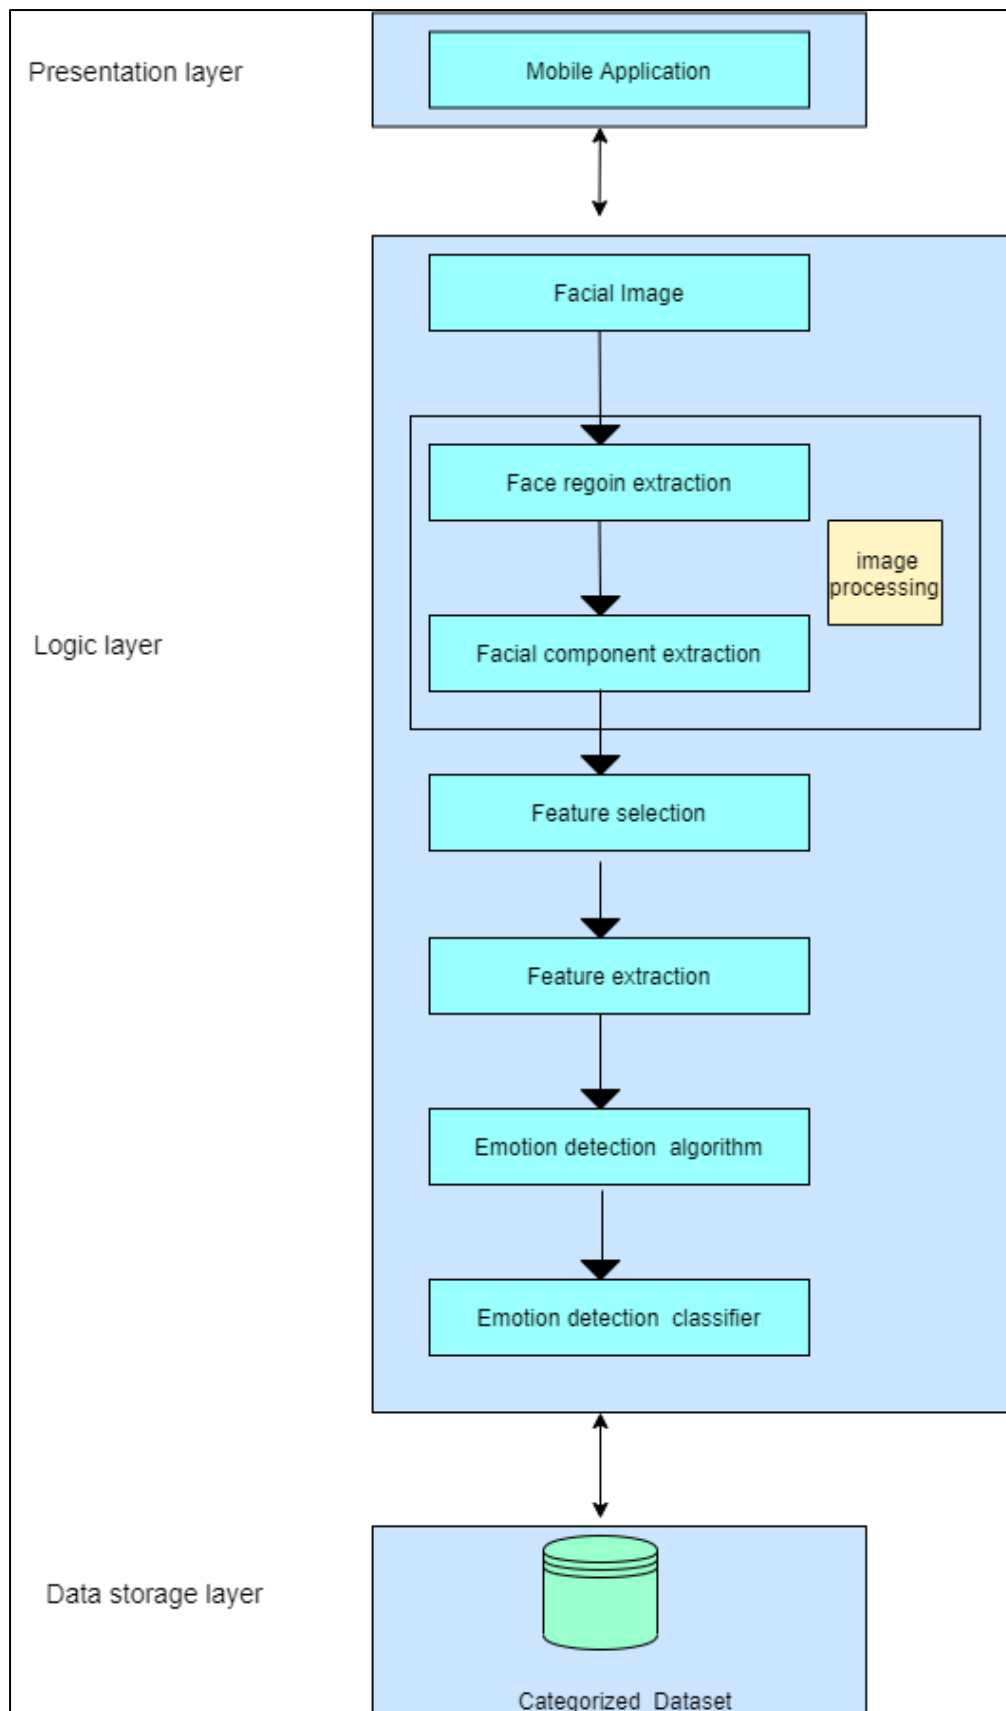 Presentation layer
Mobile Application
Facial Image
Face regoin extraction
image
processing
Logic layer
Facial component extraction
Feature selection
Feature extraction
Emotion detection  algorithm
Emotion detection  classifier
Data storage layer
Categorized  Dataset